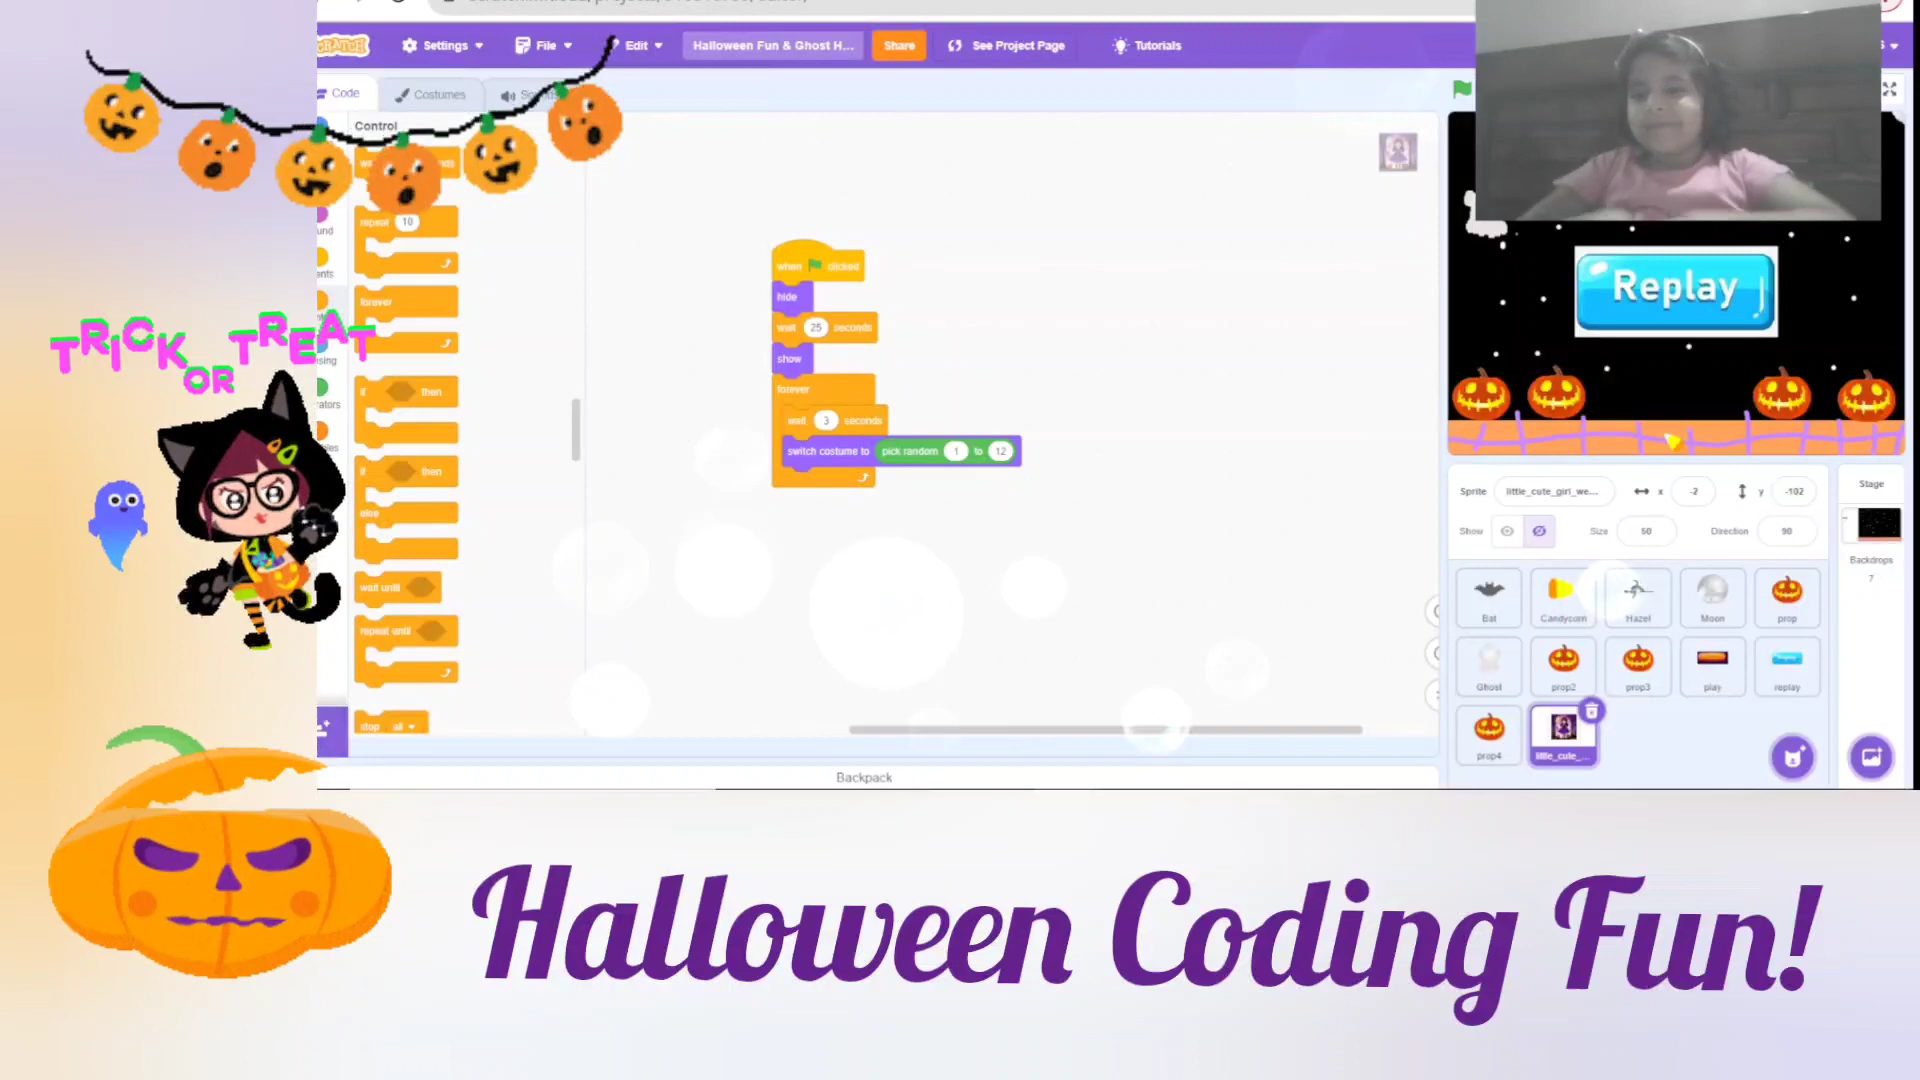 Settings
File
Edit
Halloween Fun & Ghost H...
Share
See Project Page
Tutorials
Code
Costumes
Control
repeat 10
forever
if then
if then
else
wait until
repeat until
stop all
when clicked
hide
wait 25 seconds
show
forever
wait 3 seconds
switch costume to pick random 1 to 12
Replay
Sprite little_cute_girl_we... x -2 y -102
Show Size 50 Direction 90
Stage
Backdrops
7
Bat
Candycorn
Hazel
Moon
prop
Ghost
prop2
prop3
play
replay
prop4
little_cute_...
Backpack
TRICK
OR
TREAT
Halloween Coding Fun!